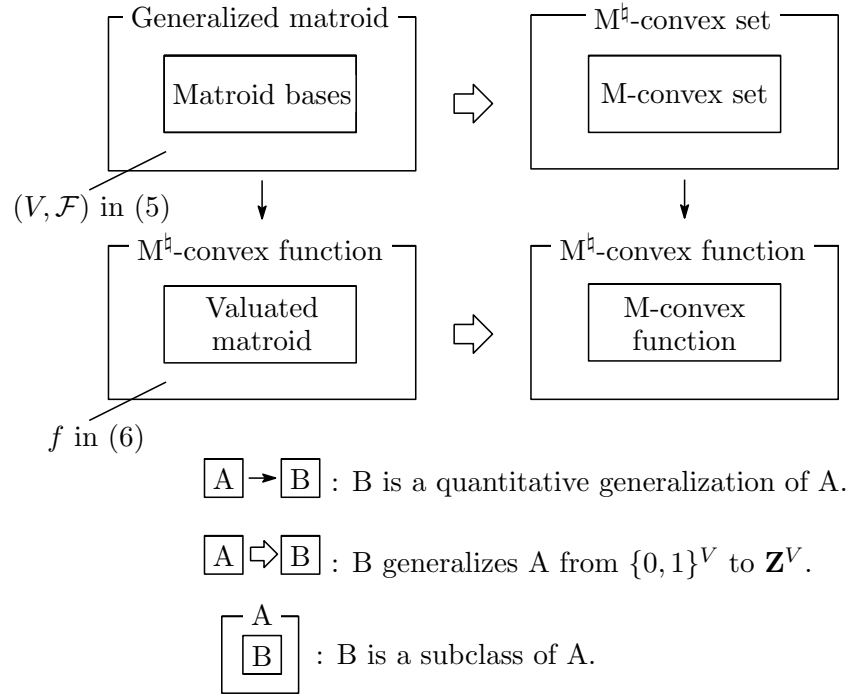 Generalized matroid
M♮-convex set
Matroid bases
M-convex set
(V, F) in (5)
M♮-convex function
M♮-convex function
Valuated
matroid
M-convex
function
f in (6)
A → B : B is a quantitative generalization of A.
A ⇨ B : B generalizes A from {0, 1}^V to Z^V.
A
B : B is a subclass of A.